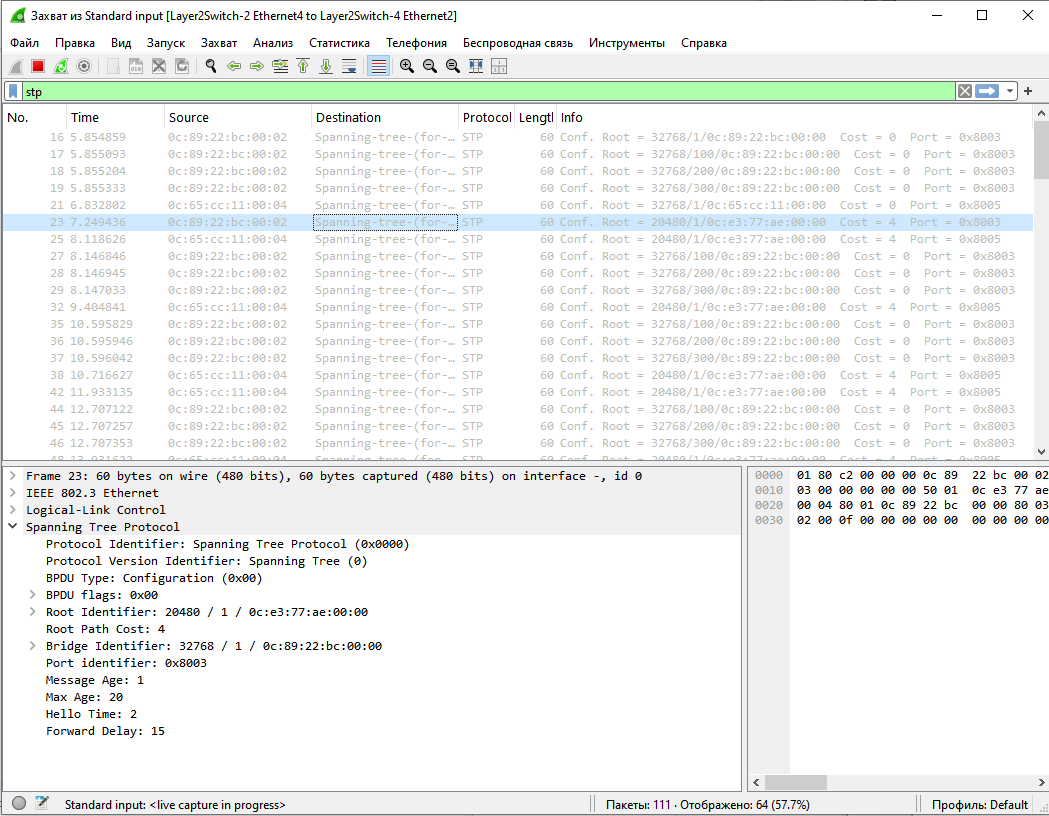 Захват из Standard input [Layer2Switch-2 Ethernet4 to Layer2Switch-4 Ethernet2]
Файл Правка Вид Запуск Захват Анализ Статистика Телефония Беспроводная связь Инструменты Справка
stp
No. Time Source Destination Protocol Lengtl Info
16 5.854859 0c:89:22:bc:00:02 Spanning-tree-(for-… STP 60 Conf. Root = 32768/1/0c:89:22:bc:00:00 Cost = 0 Port = 0x8003
17 5.855093 0c:89:22:bc:00:02 Spanning-tree-(for-… STP 60 Conf. Root = 32768/100/0c:89:22:bc:00:00 Cost = 0 Port = 0x8003
18 5.855204 0c:89:22:bc:00:02 Spanning-tree-(for-… STP 60 Conf. Root = 32768/200/0c:89:22:bc:00:00 Cost = 0 Port = 0x8003
19 5.855333 0c:89:22:bc:00:02 Spanning-tree-(for-… STP 60 Conf. Root = 32768/300/0c:89:22:bc:00:00 Cost = 0 Port = 0x8003
21 6.832802 0c:65:cc:11:00:04 Spanning-tree-(for-… STP 60 Conf. Root = 32768/1/0c:65:cc:11:00:00 Cost = 0 Port = 0x8005
23 7.249436 0c:89:22:bc:00:02 Spanning-tree-(for-… STP 60 Conf. Root = 20480/1/0c:e3:77:ae:00:00 Cost = 4 Port = 0x8003
25 8.118626 0c:65:cc:11:00:04 Spanning-tree-(for-… STP 60 Conf. Root = 20480/1/0c:e3:77:ae:00:00 Cost = 4 Port = 0x8005
27 8.146846 0c:89:22:bc:00:02 Spanning-tree-(for-… STP 60 Conf. Root = 32768/100/0c:89:22:bc:00:00 Cost = 0 Port = 0x8003
28 8.146945 0c:89:22:bc:00:02 Spanning-tree-(for-… STP 60 Conf. Root = 32768/200/0c:89:22:bc:00:00 Cost = 0 Port = 0x8003
29 8.147033 0c:89:22:bc:00:02 Spanning-tree-(for-… STP 60 Conf. Root = 32768/300/0c:89:22:bc:00:00 Cost = 0 Port = 0x8003
32 9.404841 0c:65:cc:11:00:04 Spanning-tree-(for-… STP 60 Conf. Root = 20480/1/0c:e3:77:ae:00:00 Cost = 4 Port = 0x8005
35 10.595829 0c:89:22:bc:00:02 Spanning-tree-(for-… STP 60 Conf. Root = 32768/100/0c:89:22:bc:00:00 Cost = 0 Port = 0x8003
36 10.595946 0c:89:22:bc:00:02 Spanning-tree-(for-… STP 60 Conf. Root = 32768/200/0c:89:22:bc:00:00 Cost = 0 Port = 0x8003
37 10.596042 0c:89:22:bc:00:02 Spanning-tree-(for-… STP 60 Conf. Root = 32768/300/0c:89:22:bc:00:00 Cost = 0 Port = 0x8003
38 10.716627 0c:65:cc:11:00:04 Spanning-tree-(for-… STP 60 Conf. Root = 20480/1/0c:e3:77:ae:00:00 Cost = 4 Port = 0x8005
42 11.933135 0c:65:cc:11:00:04 Spanning-tree-(for-… STP 60 Conf. Root = 20480/1/0c:e3:77:ae:00:00 Cost = 4 Port = 0x8005
44 12.707122 0c:89:22:bc:00:02 Spanning-tree-(for-… STP 60 Conf. Root = 32768/100/0c:89:22:bc:00:00 Cost = 0 Port = 0x8003
45 12.707257 0c:89:22:bc:00:02 Spanning-tree-(for-… STP 60 Conf. Root = 32768/200/0c:89:22:bc:00:00 Cost = 0 Port = 0x8003
46 12.707353 0c:89:22:bc:00:02 Spanning-tree-(for-… STP 60 Conf. Root = 32768/300/0c:89:22:bc:00:00 Cost = 0 Port = 0x8003
Frame 23: 60 bytes on wire (480 bits), 60 bytes captured (480 bits) on interface -, id 0
IEEE 802.3 Ethernet
Logical-Link Control
Spanning Tree Protocol
Protocol Identifier: Spanning Tree Protocol (0x0000)
Protocol Version Identifier: Spanning Tree (0)
BPDU Type: Configuration (0x00)
BPDU flags: 0x00
Root Identifier: 20480 / 1 / 0c:e3:77:ae:00:00
Root Path Cost: 4
Bridge Identifier: 32768 / 1 / 0c:89:22:bc:00:00
Port identifier: 0x8003
Message Age: 1
Max Age: 20
Hello Time: 2
Forward Delay: 15
0000 01 80 c2 00 00 00 0c 89 22 bc 00 02
0010 03 00 00 00 00 00 50 01 0c e3 77 ae
0020 00 04 80 01 0c 89 22 bc 00 00 80 03
0030 02 00 0f 00 00 00 00 00 00 00 00 00
Standard input: <live capture in progress>
Пакеты: 111 · Отображено: 64 (57.7%)
Профиль: Default